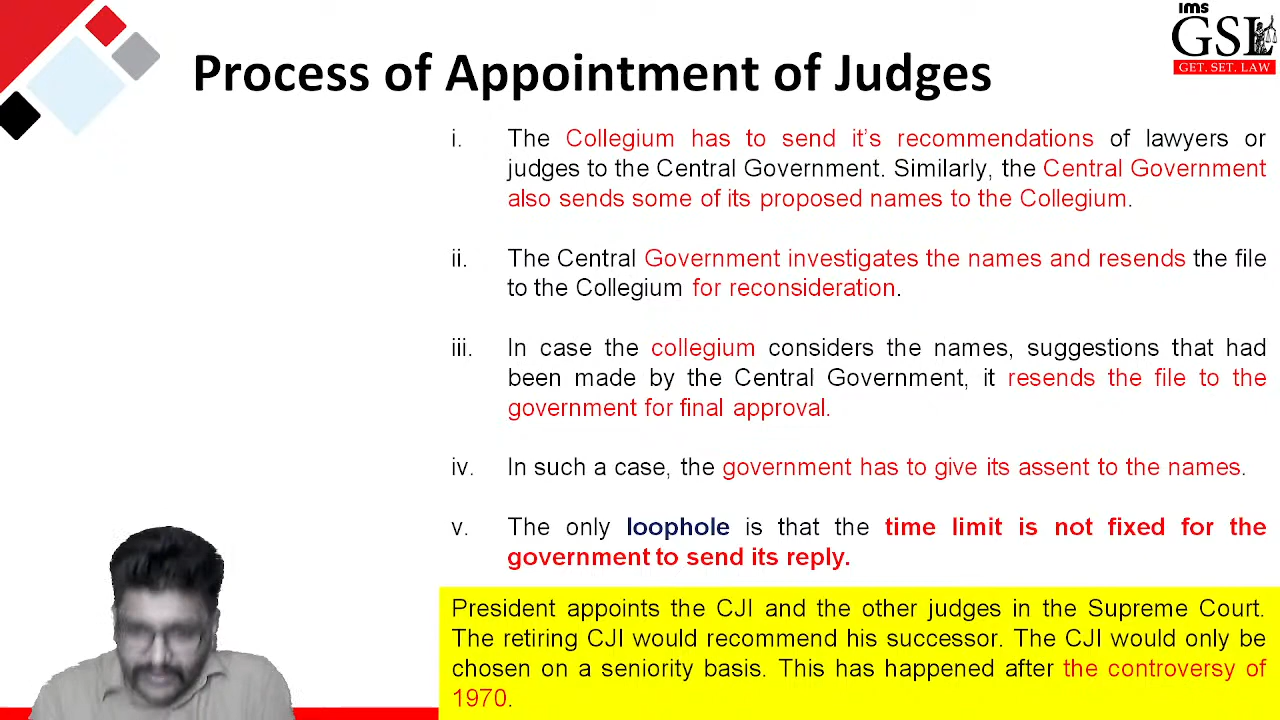 ims
GSL
GET. SET. LAW
Process of Appointment of Judges
i. The Collegium has to send it's recommendations of lawyers or
judges to the Central Government. Similarly, the Central Government
also sends some of its proposed names to the Collegium.
ii. The Central Government investigates the names and resends the file
to the Collegium for reconsideration.
iii. In case the collegium considers the names, suggestions that had
been made by the Central Government, it resends the file to the
government for final approval.
iv. In such a case, the government has to give its assent to the names.
v. The only loophole is that the time limit is not fixed for the
government to send its reply.
President appoints the CJI and the other judges in the Supreme Court.
The retiring CJI would recommend his successor. The CJI would only be
chosen on a seniority basis. This has happened after the controversy of
1970.